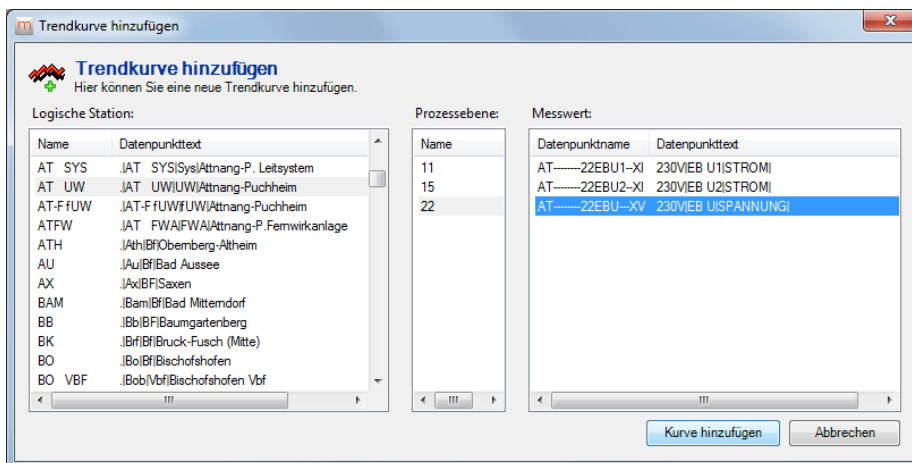 Trendkurve hinzufügen
Trendkurve hinzufügen
Hier können Sie eine neue Trendkurve hinzufügen.
Logische Station:
Name Datenpunkttext
AT SYS .|AT SYS|Sys|Attnang-P. Leitsystem
AT UW .|AT UW|UW|Attnang-Puchheim
AT-FfUW .|AT-FfUW|fUW|Attnang-Puchheim
ATFW .|AT FWA|FWA|Attnang-P.Fernwirkanlage
ATH .|Ath|Bf|Obernberg-Altheim
AU .|Au|Bf|Bad Aussee
AX .|Ax|BF|Saxen
BAM .|Bam|Bf|Bad Mitterndorf
BB .|Bb|BF|Baumgartenberg
BK .|Brf|Bf|Bruck-Fusch (Mitte)
BO .|Bo|Bf|Bischofshofen
BO VBF .|Bob|Vbf|Bischofshofen Vbf
Prozessebene:
Name
11
15
22
Messwert:
Datenpunktname Datenpunkttext
AT--------22EBU1--XI 230V|EB U1|STROM|
AT--------22EBU2--XI 230V|EB U2|STROM|
AT--------22EBU---XV 230V|EB U|SPANNUNG|
Kurve hinzufügen Abbrechen